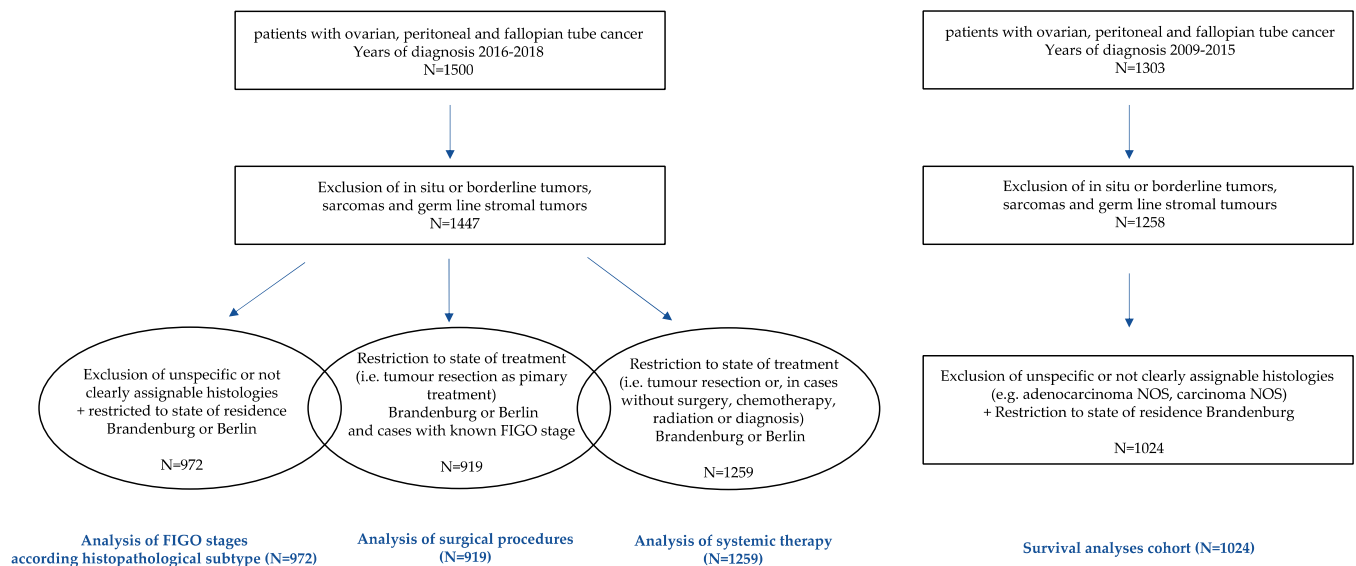 patients with ovarian, peritoneal and fallopian tube cancer
Years of diagnosis 2016-2018
N=1500
Exclusion of in situ or borderline tumors,
sarcomas and germ line stromal tumors
N=1447
Exclusion of unspecific or not
clearly assignable histologies
+ restricted to state of residence
Brandenburg or Berlin
N=972
Restriction to state of treatment
(i.e. tumour resection as pimary
treatment)
Brandenburg or Berlin
and cases with known FIGO stage
N=919
Restriction to state of treatment
(i.e. tumour resection or, in cases
without surgery, chemotherapy,
radiation or diagnosis)
Brandenburg or Berlin
N=1259
Analysis of FIGO stages
according histopathological subtype (N=972)
Analysis of surgical procedures
(N=919)
Analysis of systemic therapy
(N=1259)
patients with ovarian, peritoneal and fallopian tube cancer
Years of diagnosis 2009-2015
N=1303
Exclusion of in situ or borderline tumors,
sarcomas and germ line stromal tumours
N=1258
Exclusion of unspecific or not clearly assignable histologies
(e.g. adenocarcinoma NOS, carcinoma NOS)
+ Restriction to state of residence Brandenburg
N=1024
Survival analyses cohort (N=1024)